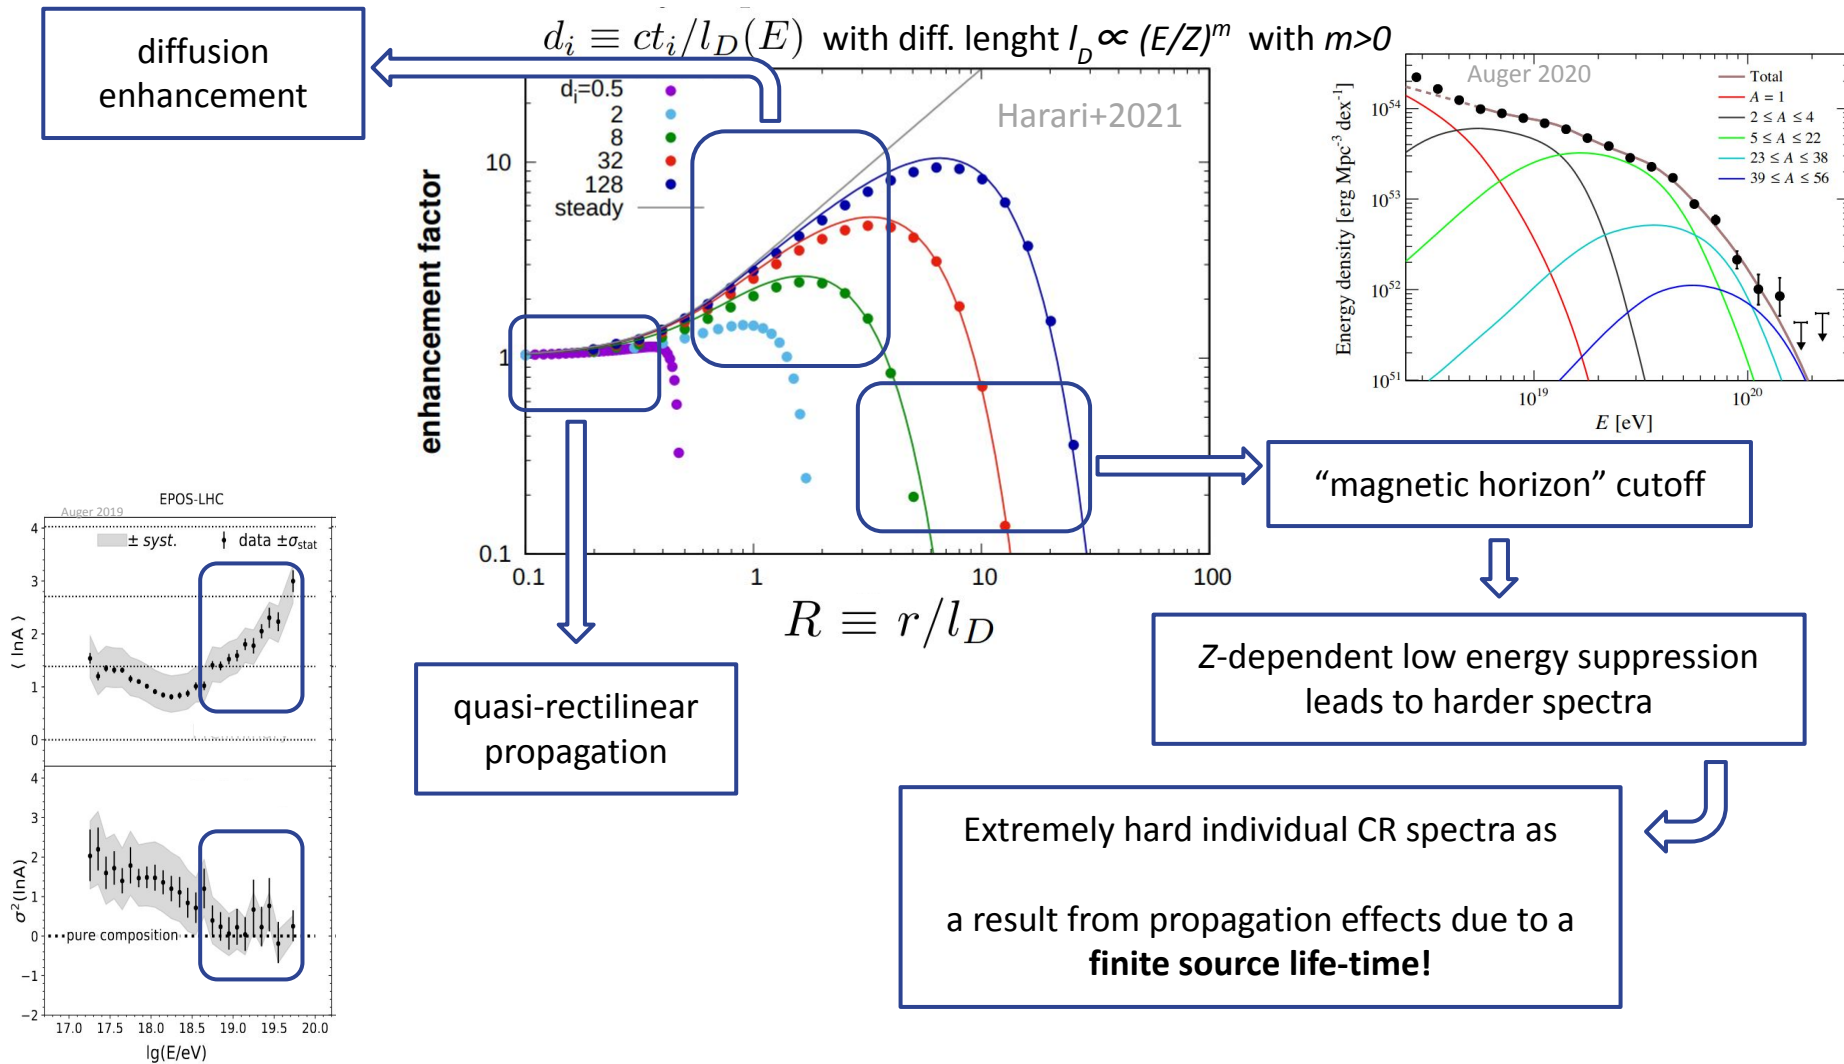 diffusion
enhancement
d_i ≡ ct_i/l_D(E) with diff. lenght l_D ∝ (E/Z)^m with m>0
Harari+2021
d_i=0.5
2
8
32
128
steady
enhancement factor
10
1
0.1
0.1
1
10
100
R ≡ r/l_D
Auger 2020
Total
A = 1
2 ≤ A ≤ 4
5 ≤ A ≤ 22
23 ≤ A ≤ 38
39 ≤ A ≤ 56
Energy density [erg Mpc^-3 dex^-1]
10^54
10^53
10^52
10^51
10^19
10^20
E [eV]
“magnetic horizon” cutoff
Z-dependent low energy suppression
leads to harder spectra
quasi-rectilinear
propagation
Extremely hard individual CR spectra as
a result from propagation effects due to a
finite source life-time!
EPOS-LHC
Auger 2019
± syst.
data ±σ_stat
⟨ lnA ⟩
4
3
2
1
0
σ²(lnA)
4
3
2
1
0
−1
−2
pure composition
17.0 17.5 18.0 18.5 19.0 19.5 20.0
lg(E/eV)